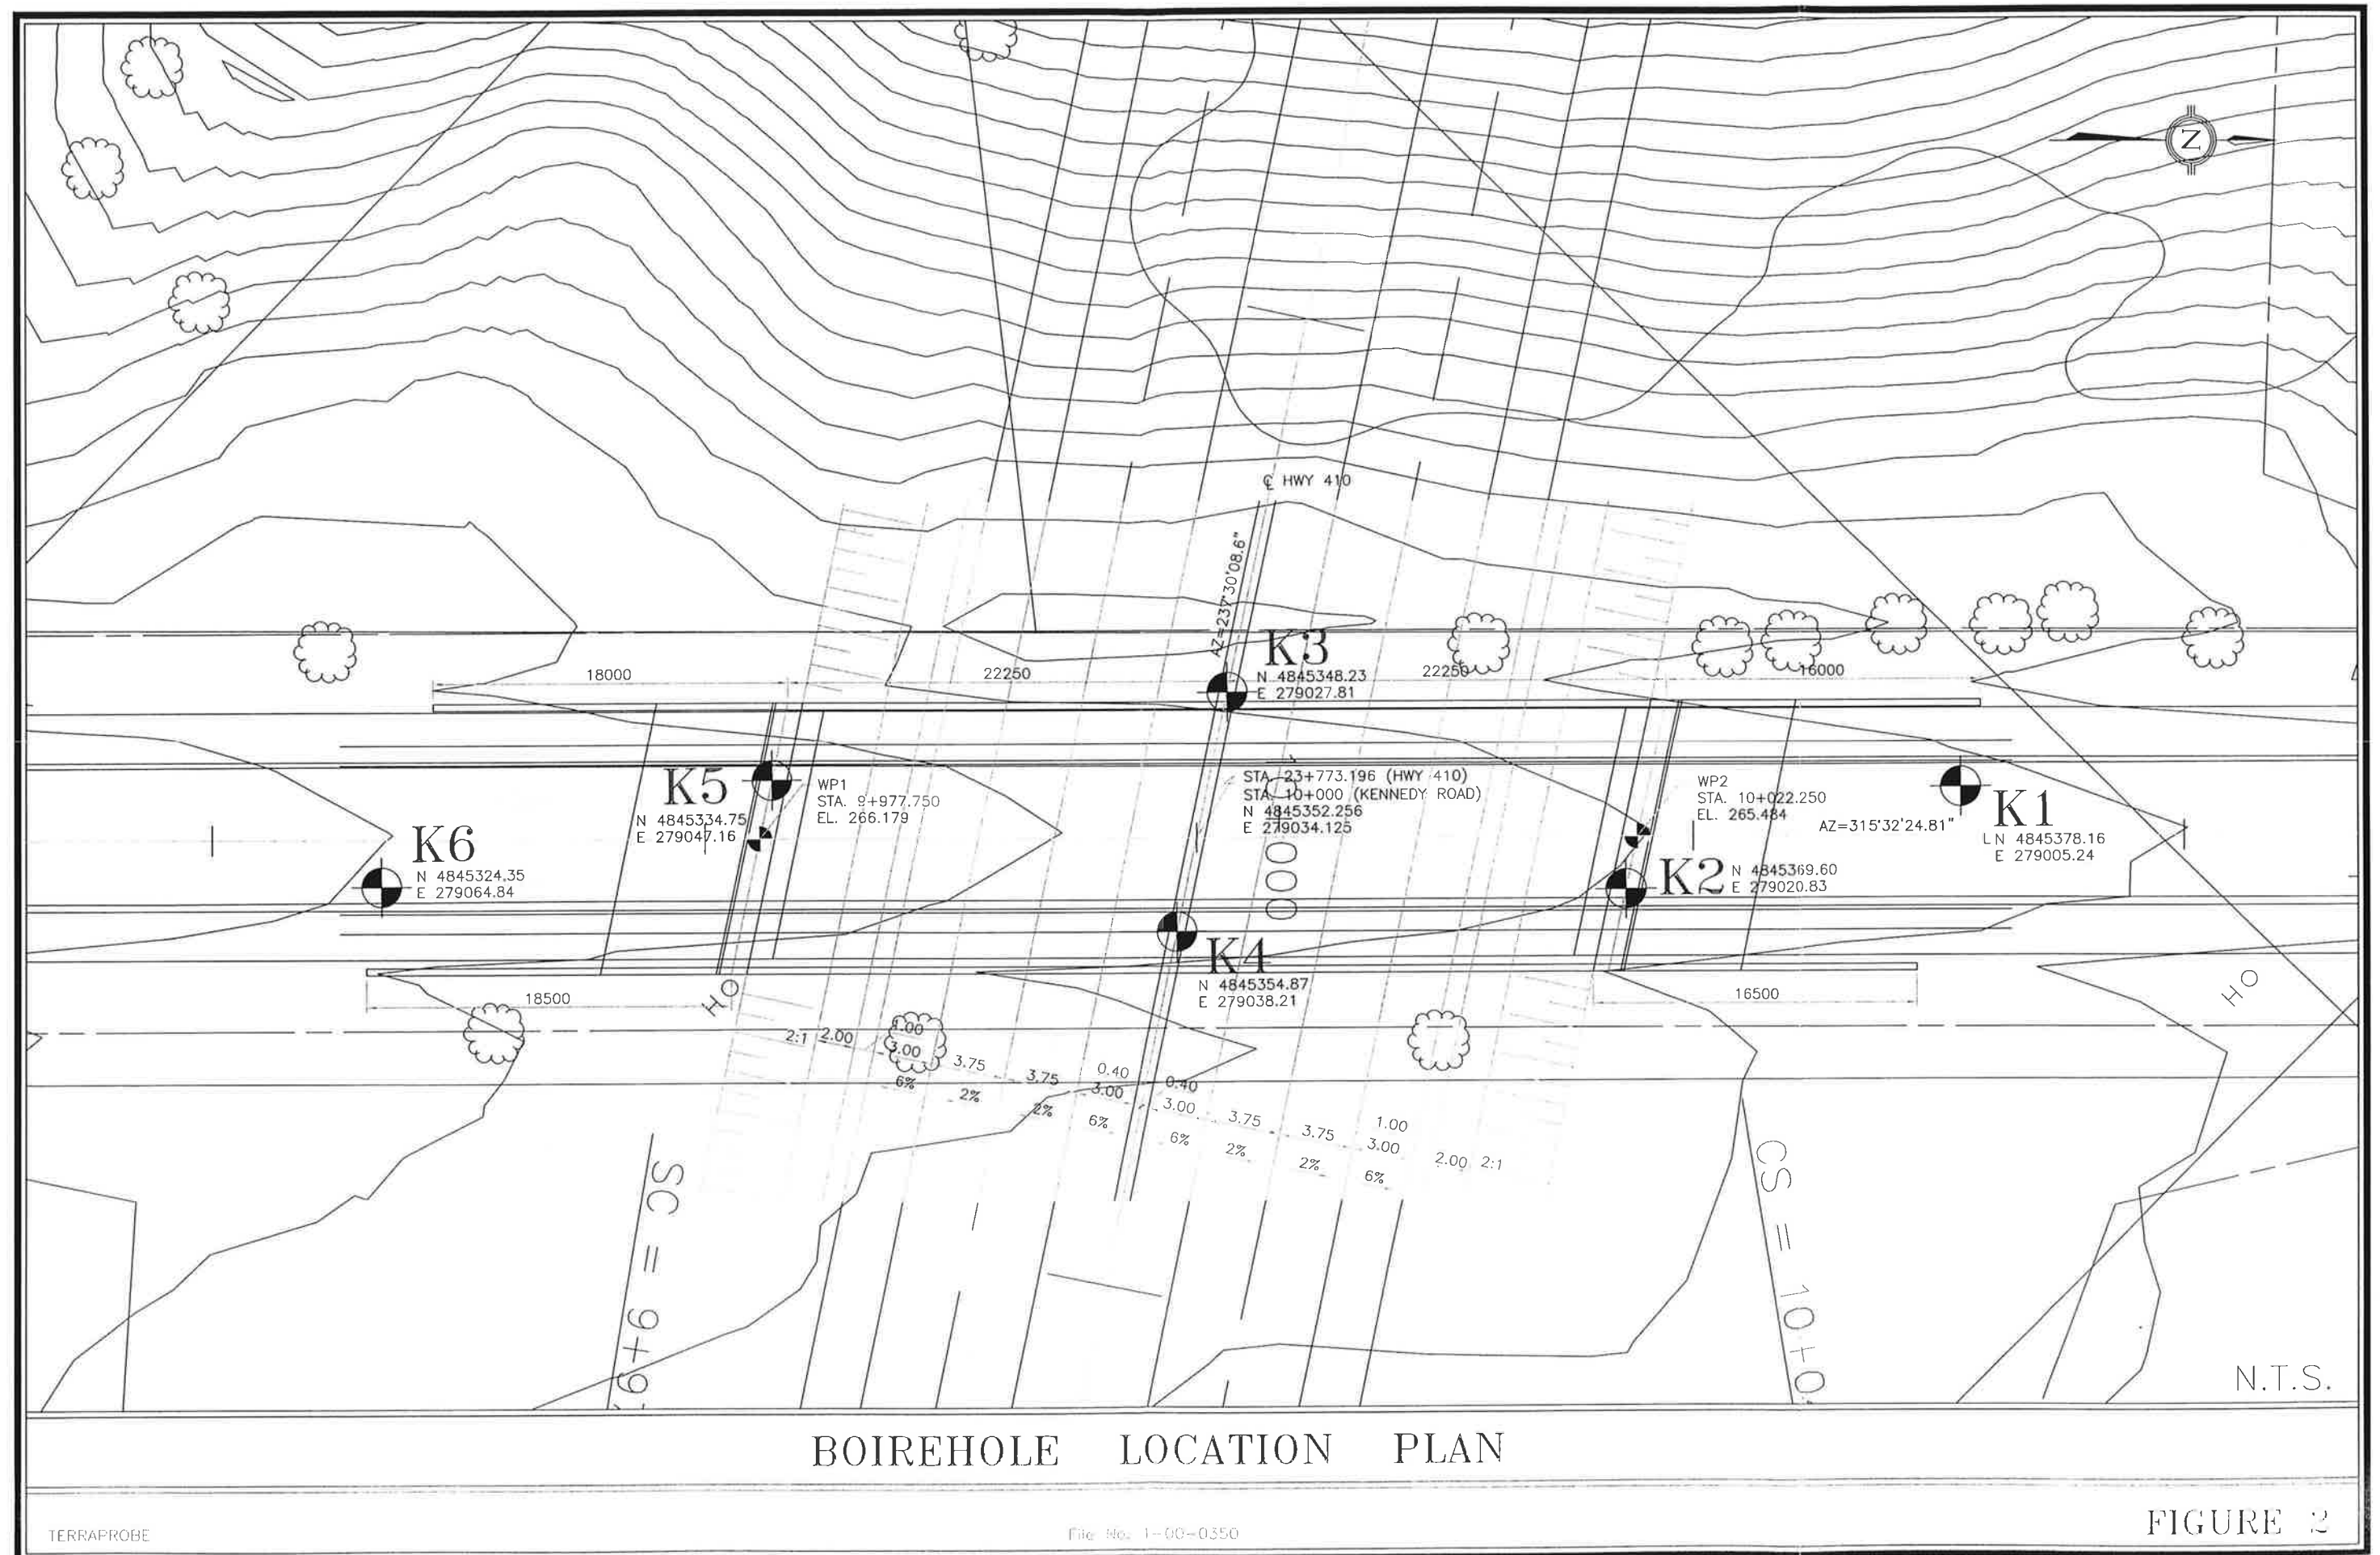 Z
℄ HWY 410
AZ=237°30'08.6"
K3
N 4845348.23
E 279027.81
18000
22250
22250
16000
K5
N 4845334.75
E 279047.16
WP1
STA. 9+977.750
EL. 266.179
STA. 23+773.196 (HWY 410)
STA. 10+000 (KENNEDY ROAD)
N 4845352.256
E 279034.125
WP2
STA. 10+022.250
EL. 265.484
AZ=315°32'24.81"
K1
N 4845378.16
E 279005.24
K6
N 4845324.35
E 279064.84
K2
N 4845369.60
E 279020.83
K4
N 4845354.87
E 279038.21
18500
16500
HO
HO
2:1 2.00 1.00
3.00 3.75 3.75 0.40
3.00 0.40
6% 2% 2% 6%
3.00 3.75 3.75 1.00
3.00 2.00 2:1
6% 2% 2% 6%
SC = 9+9
CS = 10+0
N.T.S.
BOIREHOLE LOCATION PLAN
TERRAPROBE
File No. 1-00-0350
FIGURE 2